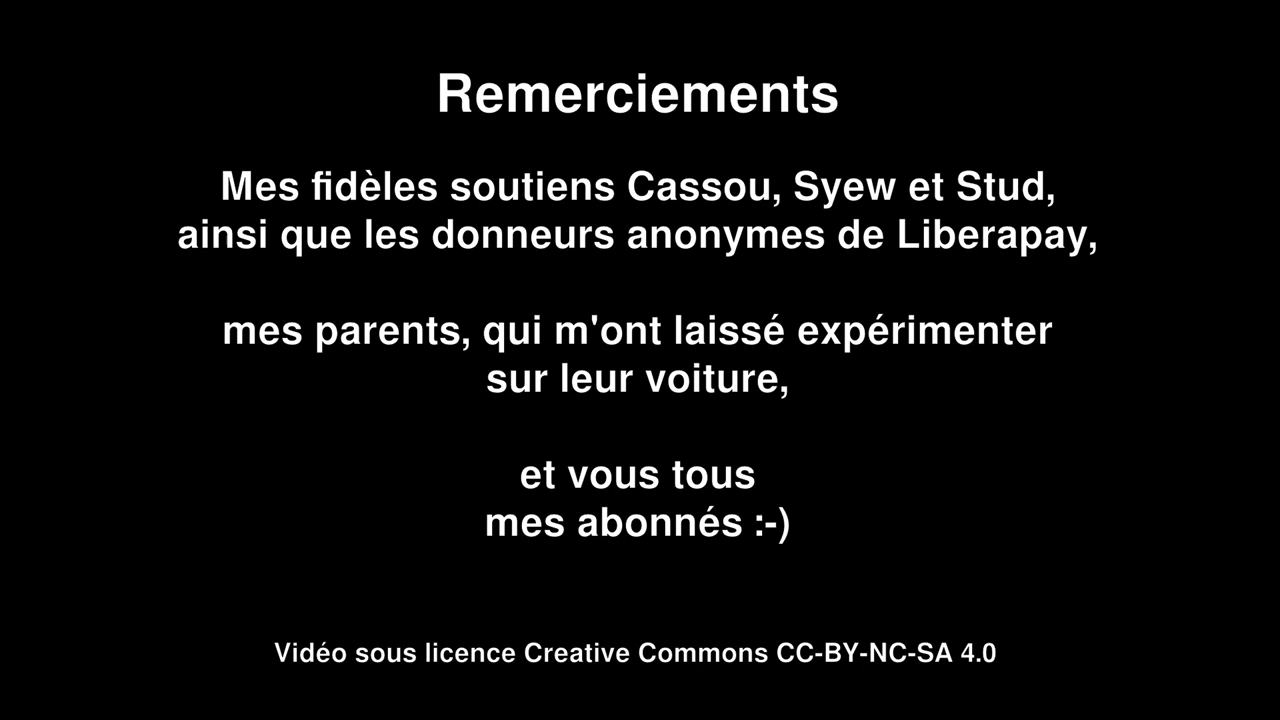 Remerciements
Mes fidèles soutiens Cassou, Syew et Stud,
ainsi que les donneurs anonymes de Liberapay,
mes parents, qui m'ont laissé expérimenter
sur leur voiture,
et vous tous
mes abonnés :-)
Vidéo sous licence Creative Commons CC-BY-NC-SA 4.0